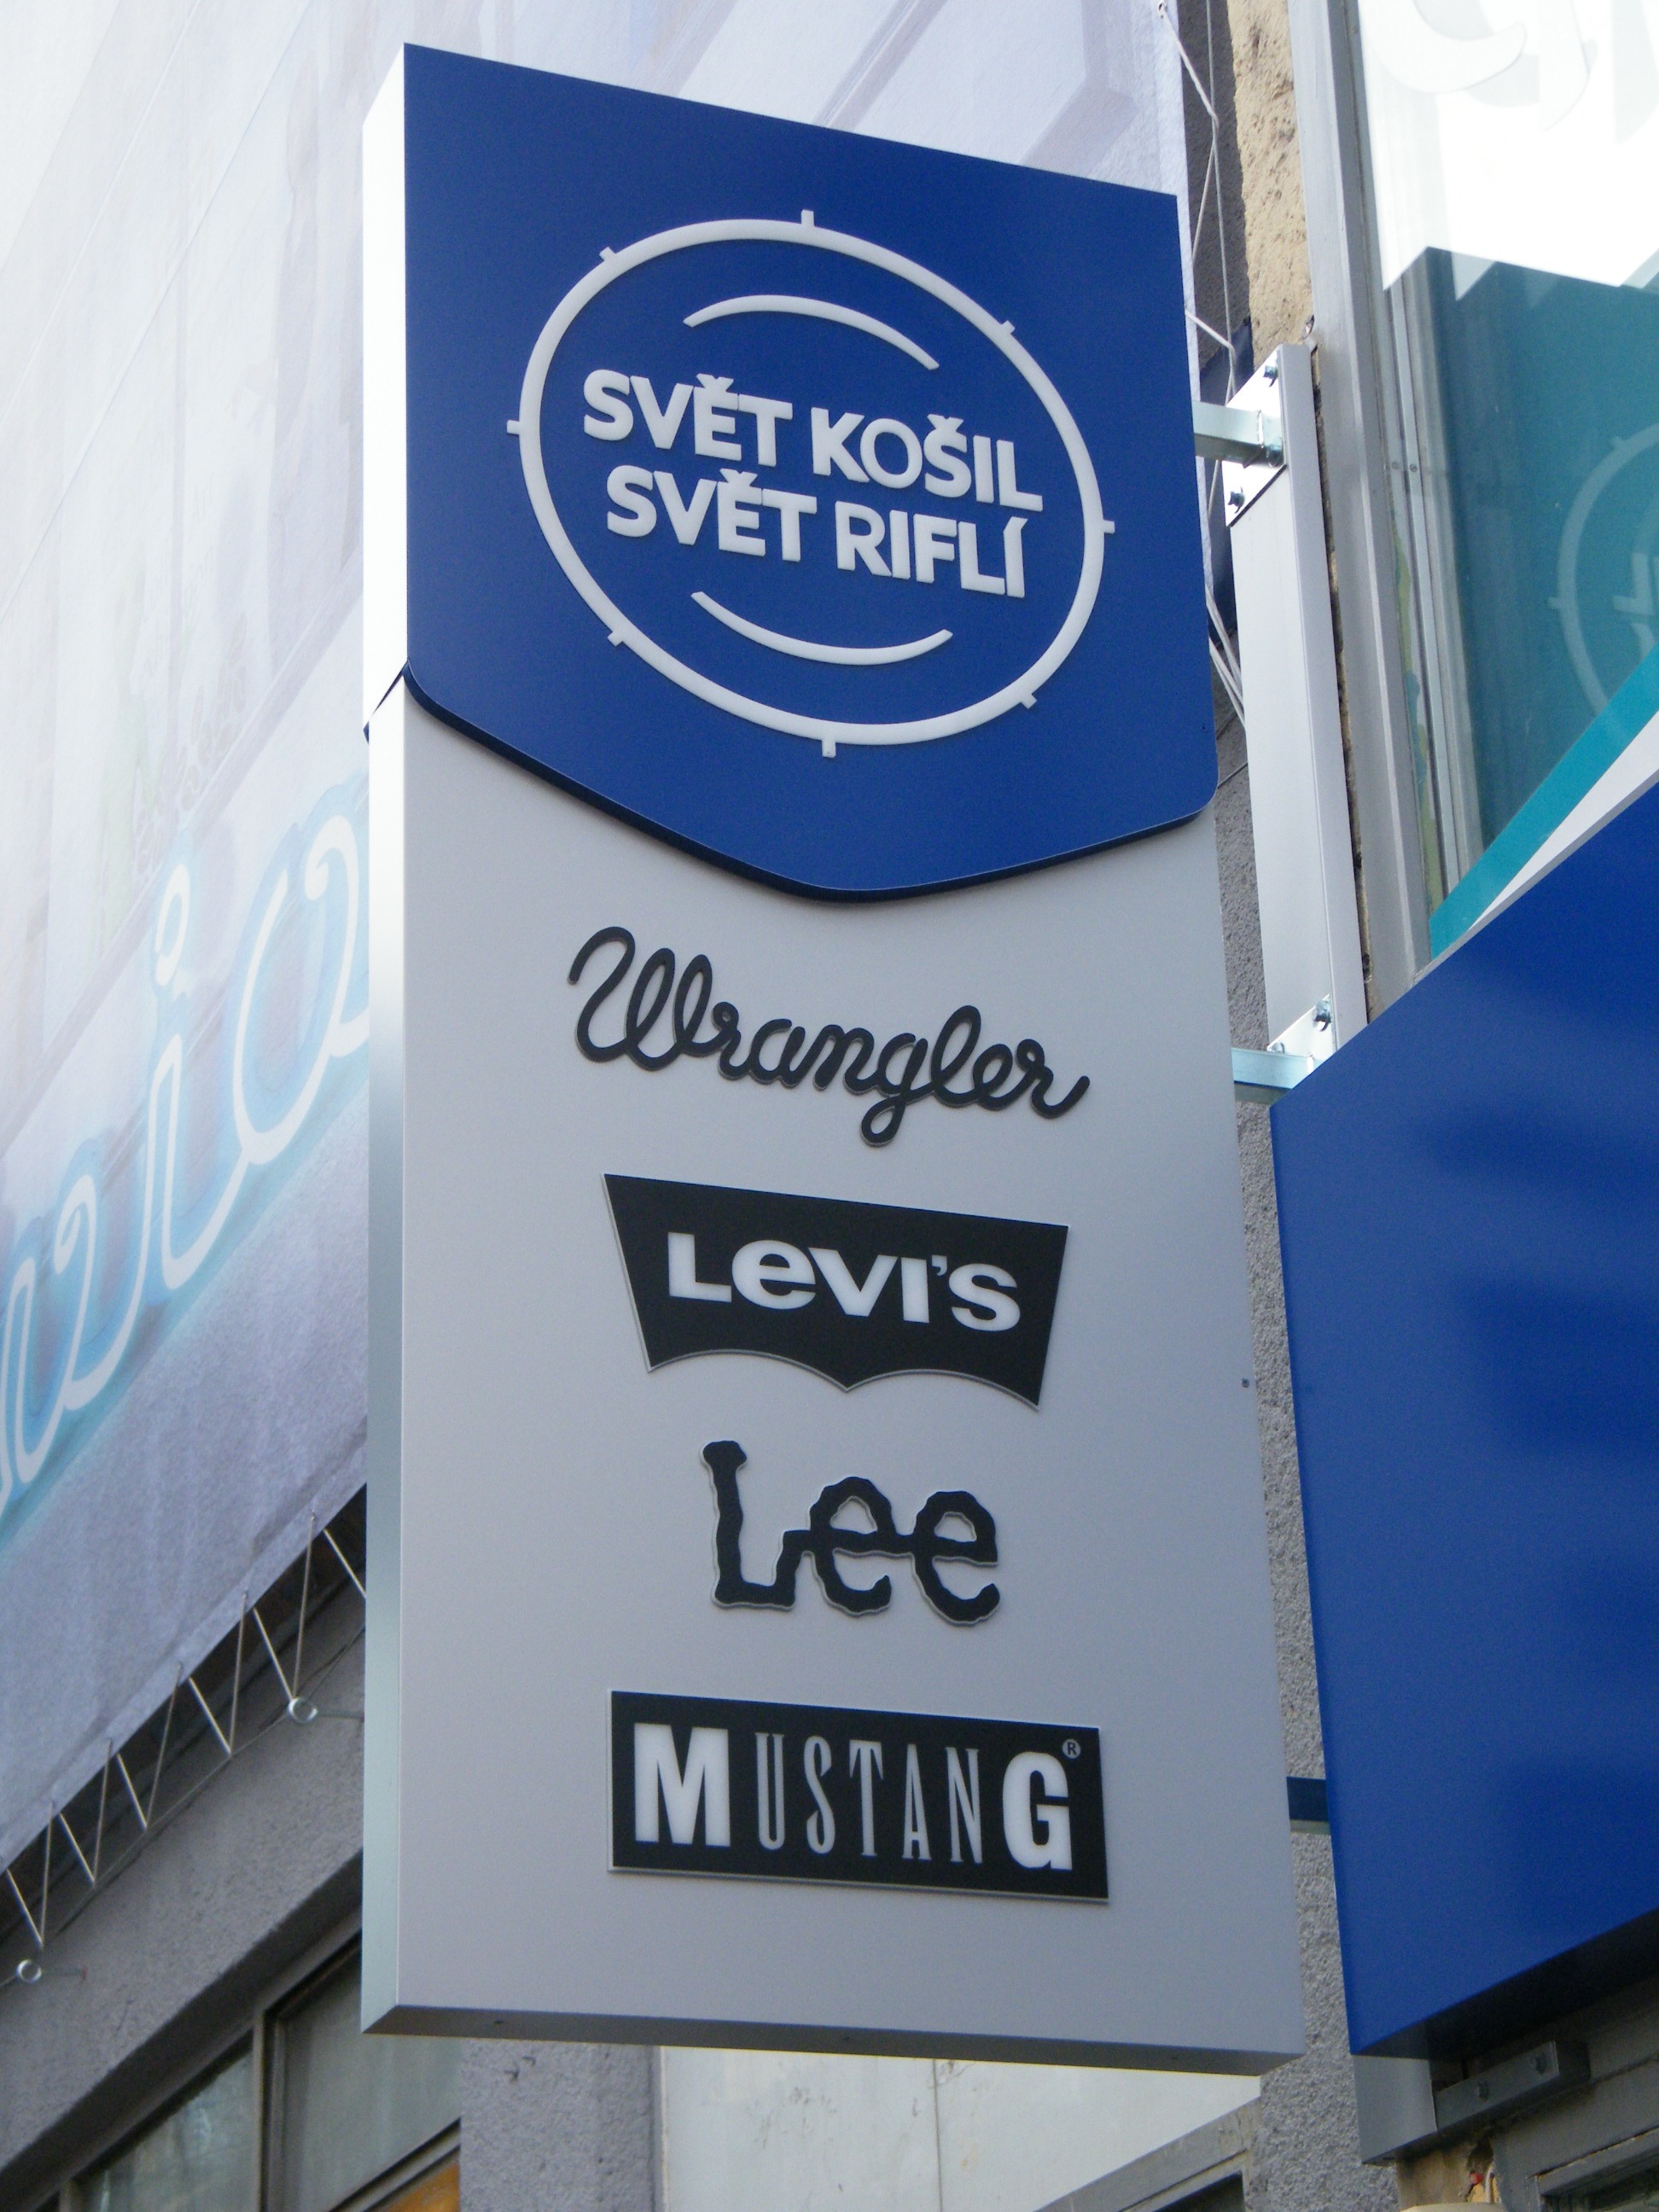 SVĚT KOŠIL
SVĚT RIFLÍ
Wrangler
LEVI'S
Lee
MUSTANG®